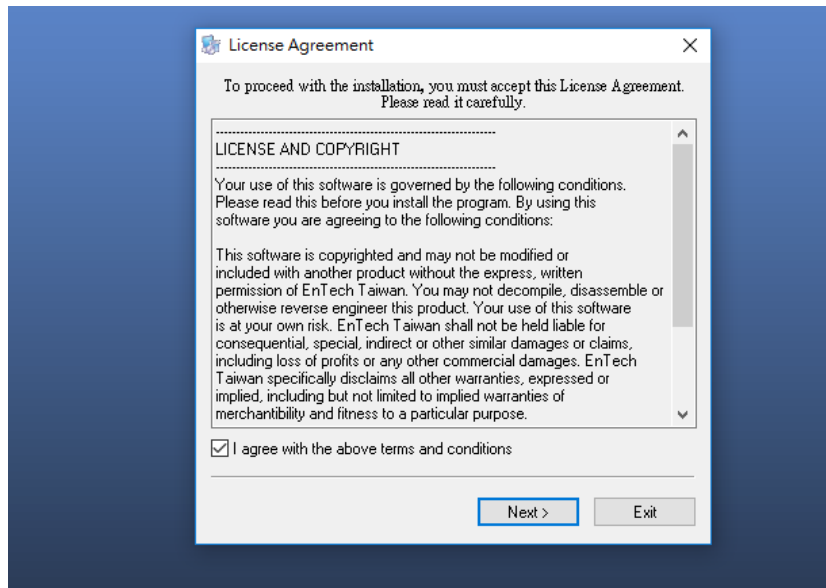 License Agreement
To proceed with the installation, you must accept this License Agreement.
Please read it carefully.
----------------------------------------------------------------
LICENSE AND COPYRIGHT
----------------------------------------------------------------
Your use of this software is governed by the following conditions.
Please read this before you install the program. By using this
software you are agreeing to the following conditions:
This software is copyrighted and may not be modified or
included with another product without the express, written
permission of EnTech Taiwan. You may not decompile, disassemble or
otherwise reverse engineer this product. Your use of this software
is at your own risk. EnTech Taiwan shall not be held liable for
consequential, special, indirect or other similar damages or claims,
including loss of profits or any other commercial damages. EnTech
Taiwan specifically disclaims all other warranties, expressed or
implied, including but not limited to implied warranties of
merchantibility and fitness to a particular purpose.
I agree with the above terms and conditions
Next > Exit